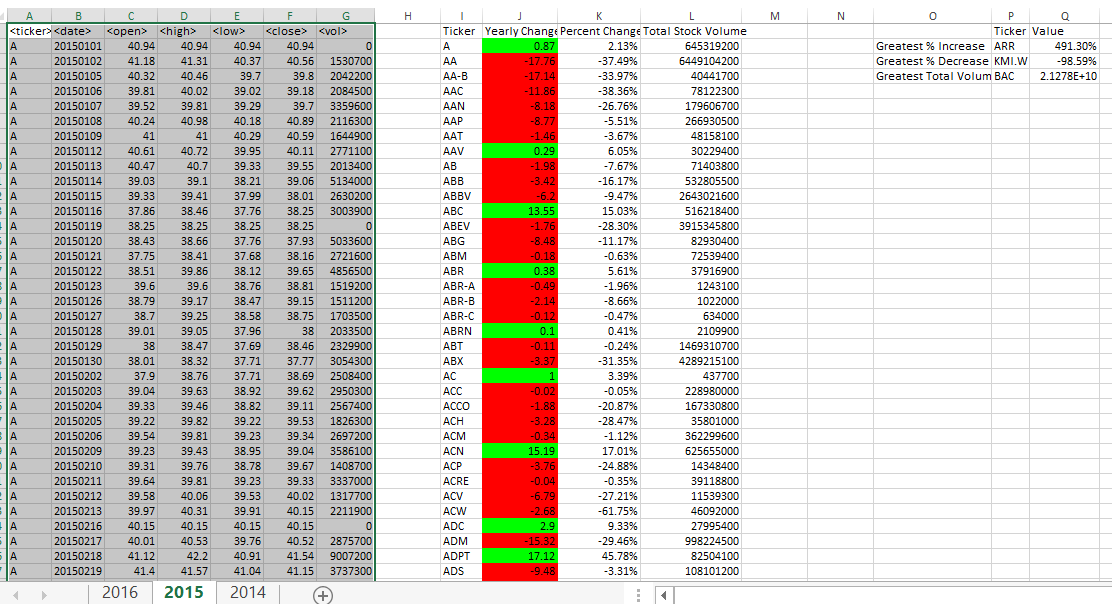 A B C D E F G H I J K L M N O P Q
<ticker> <date> <open> <high> <low> <close> <vol> Ticker Yearly Change Percent Change Total Stock Volume Ticker Value
A 20150101 40.94 40.94 40.94 40.94 0 A 0.87 2.13% 645319200 Greatest % Increase ARR 491.30%
A 20150102 41.18 41.31 40.37 40.56 1530700 AA -17.76 -37.49% 6449104200 Greatest % Decrease KMI.W -98.59%
A 20150105 40.32 40.46 39.7 39.8 2042200 AA-B -17.14 -33.97% 40441700 Greatest Total Volum BAC 2.1278E+10
A 20150106 39.81 40.02 39.02 39.18 2084500 AAC -11.86 -38.36% 78122300
A 20150107 39.52 39.81 39.29 39.7 3359600 AAN -8.18 -26.76% 179606700
A 20150108 40.24 40.98 40.18 40.89 2116300 AAP -8.77 -5.51% 266930500
A 20150109 41 41 40.29 40.59 1644900 AAT -1.46 -3.67% 48158100
A 20150112 40.61 40.72 39.95 40.11 2771100 AAV 0.29 6.05% 30229400
A 20150113 40.47 40.7 39.33 39.55 2013400 AB -1.98 -7.67% 71403800
A 20150114 39.03 39.1 38.21 39.06 5134000 ABB -3.42 -16.17% 532805500
A 20150115 39.33 39.41 37.99 38.01 2630200 ABBV -6.2 -9.47% 2643021600
A 20150116 37.86 38.46 37.76 38.25 3003900 ABC 13.55 15.03% 516218400
A 20150119 38.25 38.25 38.25 38.25 0 ABEV -1.76 -28.30% 3915345800
A 20150120 38.43 38.66 37.76 37.93 5033600 ABG -8.48 -11.17% 82930400
A 20150121 37.75 38.41 37.68 38.16 2721600 ABM -0.18 -0.63% 72539400
A 20150122 38.51 39.86 38.12 39.65 4856500 ABR 0.38 5.61% 37916900
A 20150123 39.6 39.6 38.76 38.81 1519200 ABR-A -0.49 -1.96% 1243100
A 20150126 38.79 39.17 38.47 39.15 1511200 ABR-B -2.14 -8.66% 1022000
A 20150127 38.7 39.25 38.58 38.75 1703500 ABR-C -0.12 -0.47% 634000
A 20150128 39.01 39.05 37.96 38 2033500 ABRN 0.1 0.41% 2109900
A 20150129 38 38.47 37.69 38.46 2329900 ABT -0.11 -0.24% 1469310700
A 20150130 38.01 38.32 37.71 37.77 3054300 ABX -3.37 -31.35% 4289215100
A 20150202 37.9 38.76 37.71 38.69 2508400 AC 1 3.39% 437700
A 20150203 39.04 39.63 38.92 39.62 2950300 ACC -0.02 -0.05% 228980000
A 20150204 39.33 39.46 38.82 39.11 2567400 ACCO -1.88 -20.87% 167330800
A 20150205 39.22 39.82 39.22 39.53 1826300 ACH -3.28 -28.47% 35801000
A 20150206 39.54 39.81 39.23 39.34 2697200 ACM -0.34 -1.12% 362299600
A 20150209 39.23 39.43 38.95 39.04 3586100 ACN 15.19 17.01% 625655000
A 20150210 39.31 39.76 38.78 39.67 1408700 ACP -3.76 -24.88% 14348400
A 20150211 39.64 39.81 39.23 39.33 3337000 ACRE -0.04 -0.35% 39118800
A 20150212 39.58 40.06 39.53 40.02 1317700 ACV -6.79 -27.21% 11539300
A 20150213 39.97 40.31 39.91 40.15 2211900 ACW -2.68 -61.75% 46092000
A 20150216 40.15 40.15 40.15 40.15 0 ADC 2.9 9.33% 27995400
A 20150217 40.01 40.53 39.76 40.52 2875700 ADM -15.32 -29.46% 998224500
A 20150218 41.12 42.2 40.91 41.54 9007200 ADPT 17.12 45.78% 82504100
A 20150219 41.4 41.57 41.04 41.15 3737300 ADS -9.48 -3.31% 108101200
2016 2015 2014